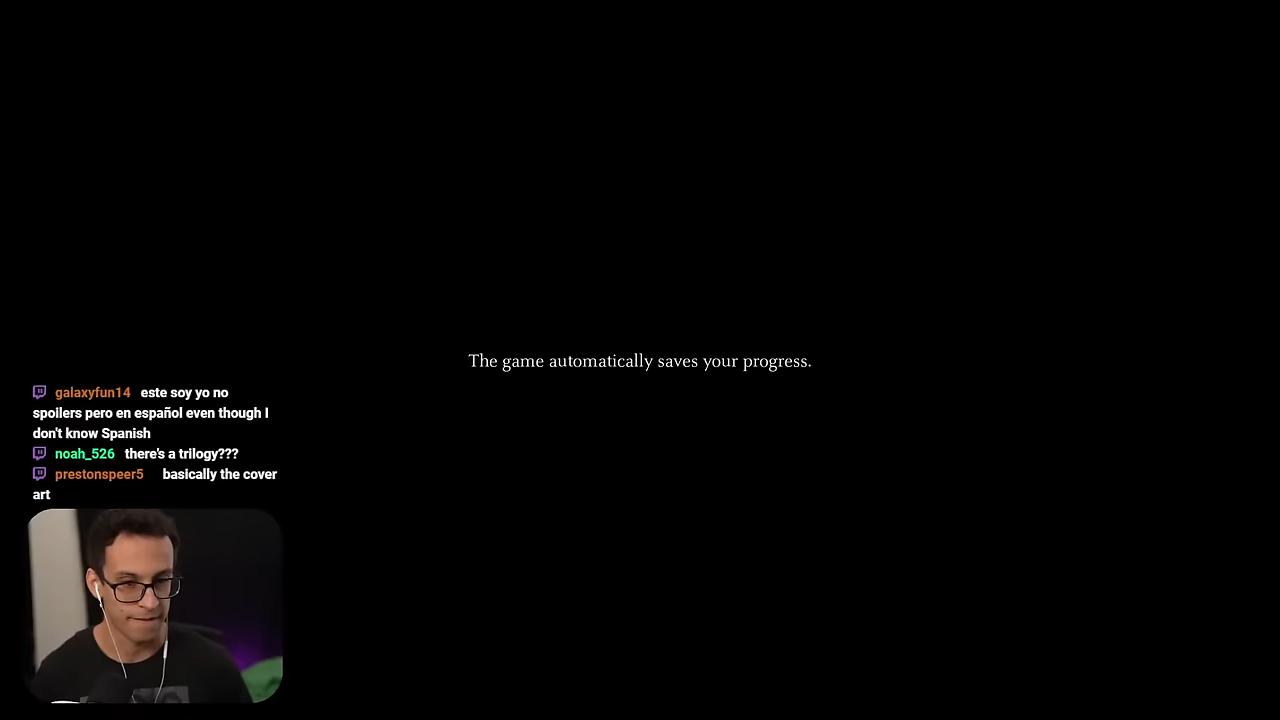 The game automatically saves your progress.
galaxyfun14 este soy yo no
spoilers pero en español even though I
don't know Spanish
noah_526 there's a trilogy???
prestonspeer5 basically the cover
art